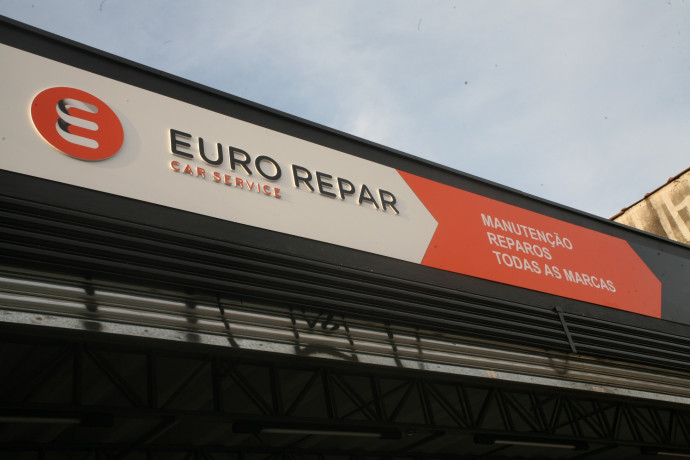 EURO REPAR
CAR SERVICE
MANUTENÇÃO
REPAROS
TODAS AS MARCAS